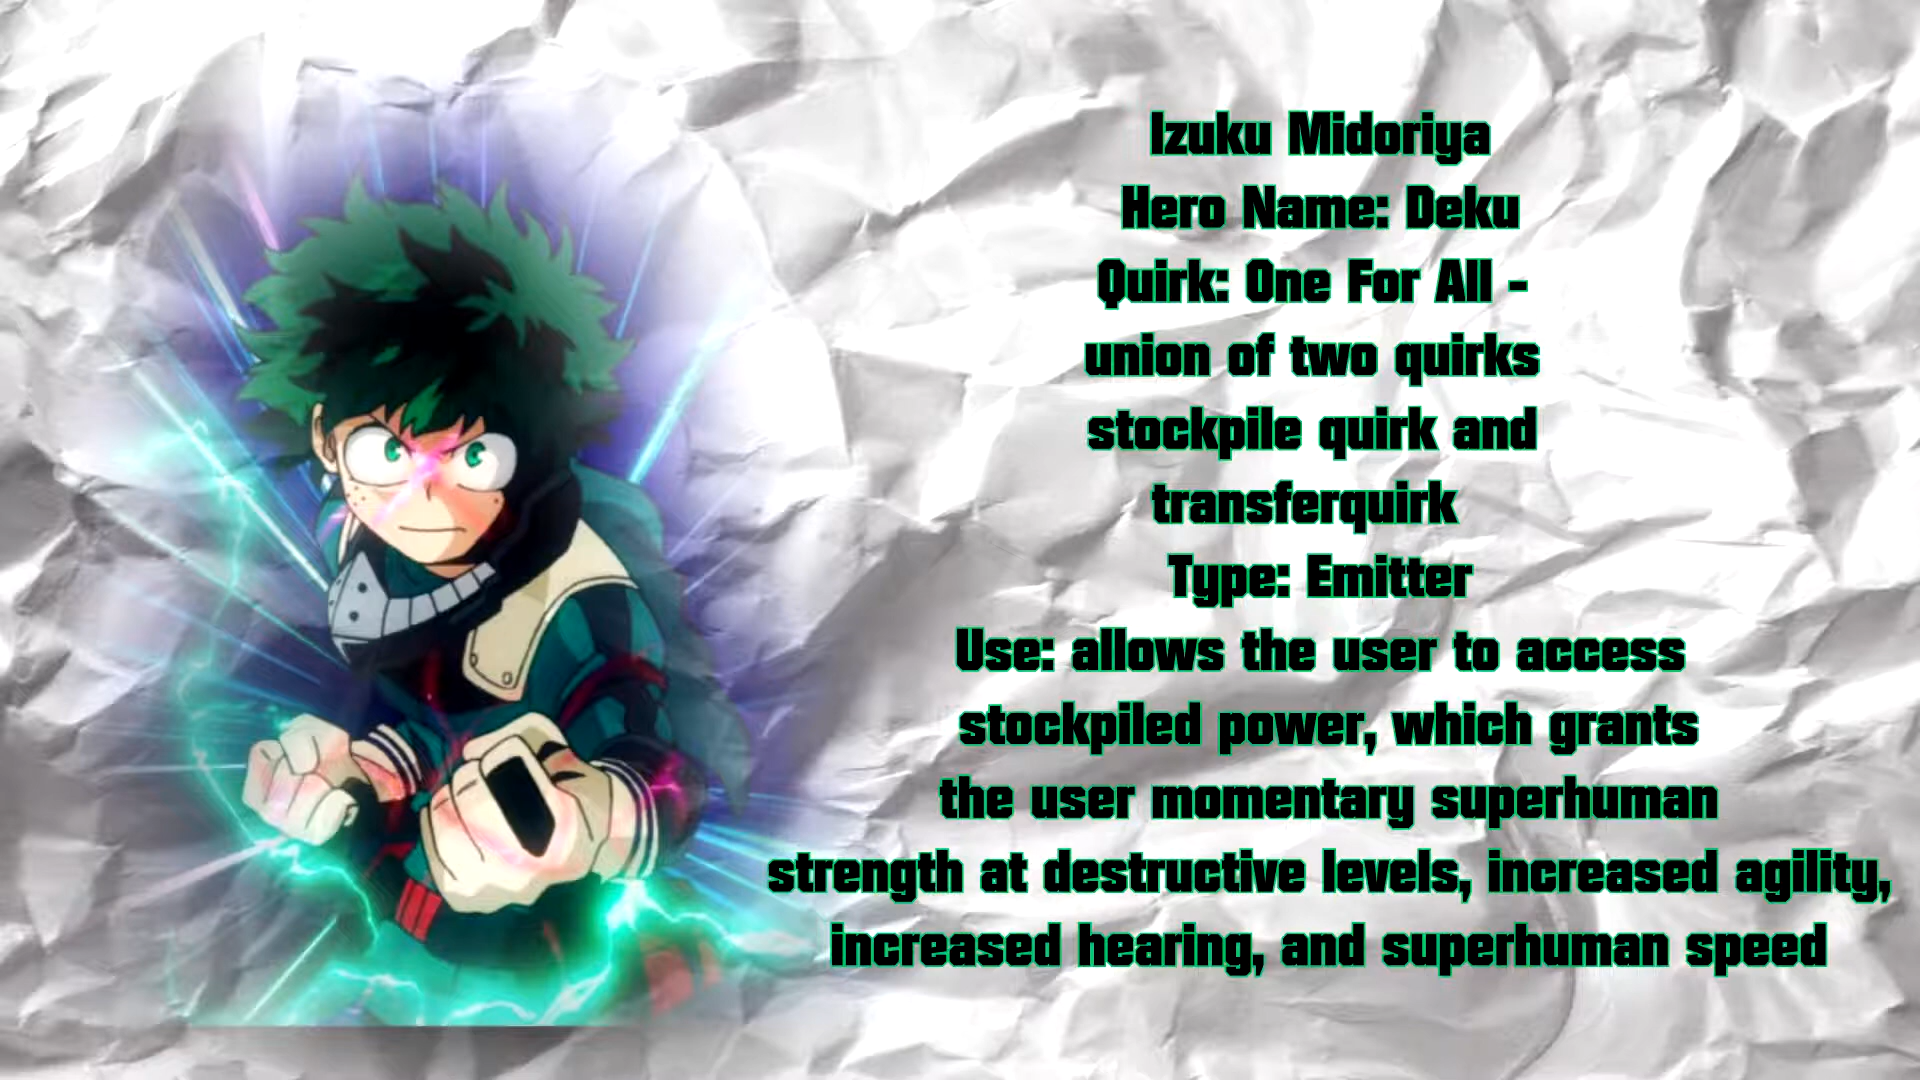 Izuku Midoriya
Hero Name: Deku
Quirk: One For All -
union of two quirks
stockpile quirk and
transferquirk
Type: Emitter
Use: allows the user to access
stockpiled power, which grants
the user momentary superhuman
strength at destructive levels, increased agility,
increased hearing, and superhuman speed